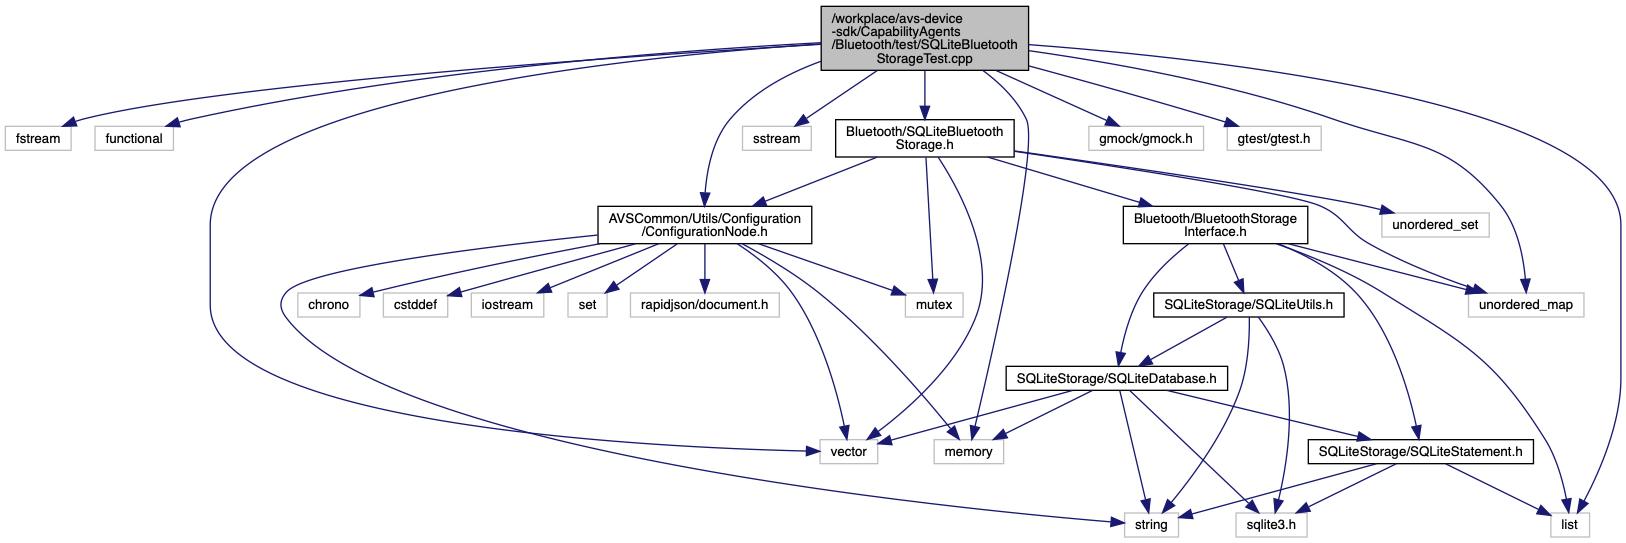 /workplace/avs-device
-sdk/CapabilityAgents
/Bluetooth/test/SQLiteBluetooth
StorageTest.cpp
fstream
functional
sstream
Bluetooth/SQLiteBluetooth
Storage.h
gmock/gmock.h
gtest/gtest.h
AVSCommon/Utils/Configuration
/ConfigurationNode.h
Bluetooth/BluetoothStorage
Interface.h
unordered_set
chrono
cstddef
iostream
set
rapidjson/document.h
mutex
SQLiteStorage/SQLiteUtils.h
unordered_map
SQLiteStorage/SQLiteDatabase.h
vector
memory
SQLiteStorage/SQLiteStatement.h
string
sqlite3.h
list